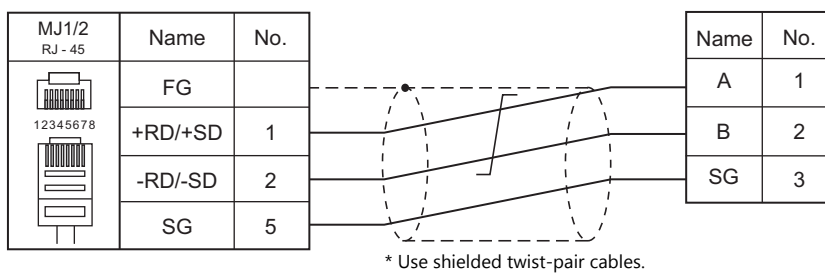 MJ1/2 Name No.
RJ - 45
FG
12345678
+RD/+SD 1
-RD/-SD 2
SG 5
Name No.
A 1
B 2
SG 3
* Use shielded twist-pair cables.